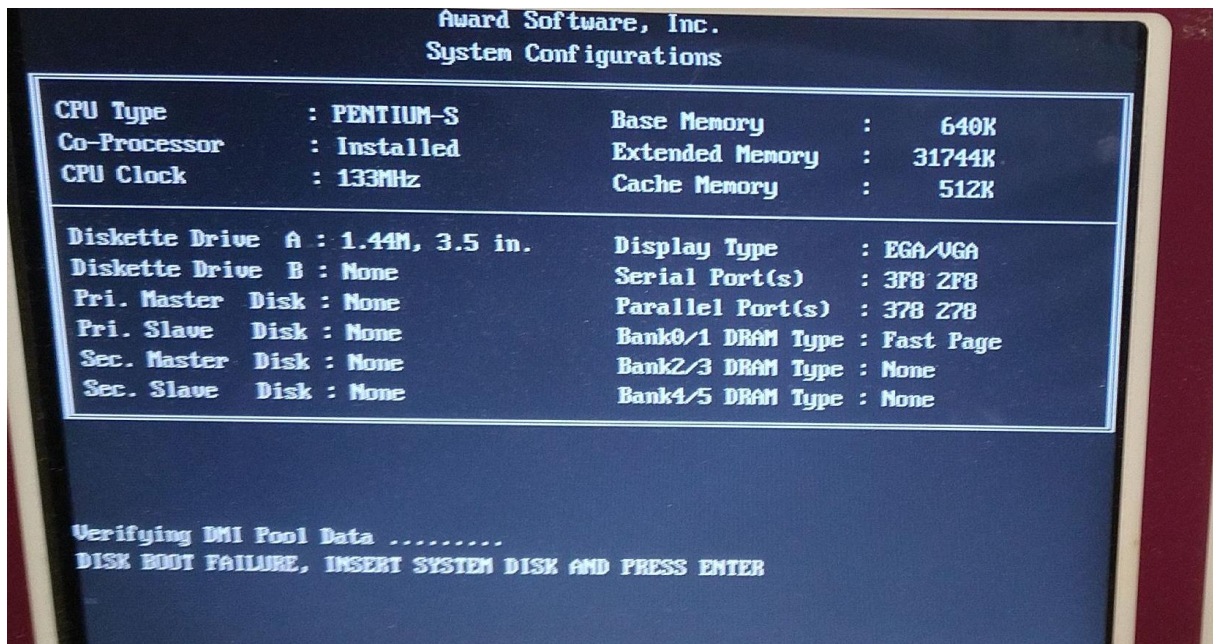 Award Software, Inc.
System Configurations
CPU Type : PENTIUM-S Base Memory : 640K
Co-Processor : Installed Extended Memory : 31744K
CPU Clock : 133MHz Cache Memory : 512K
Diskette Drive A : 1.44M, 3.5 in. Display Type : EGA/VGA
Diskette Drive B : None Serial Port(s) : 3F8 2F8
Pri. Master Disk : None Parallel Port(s) : 378 278
Pri. Slave Disk : None Bank0/1 DRAM Type : Fast Page
Sec. Master Disk : None Bank2/3 DRAM Type : None
Sec. Slave Disk : None Bank4/5 DRAM Type : None
Verifying DMI Pool Data .........
DISK BOOT FAILURE, INSERT SYSTEM DISK AND PRESS ENTER